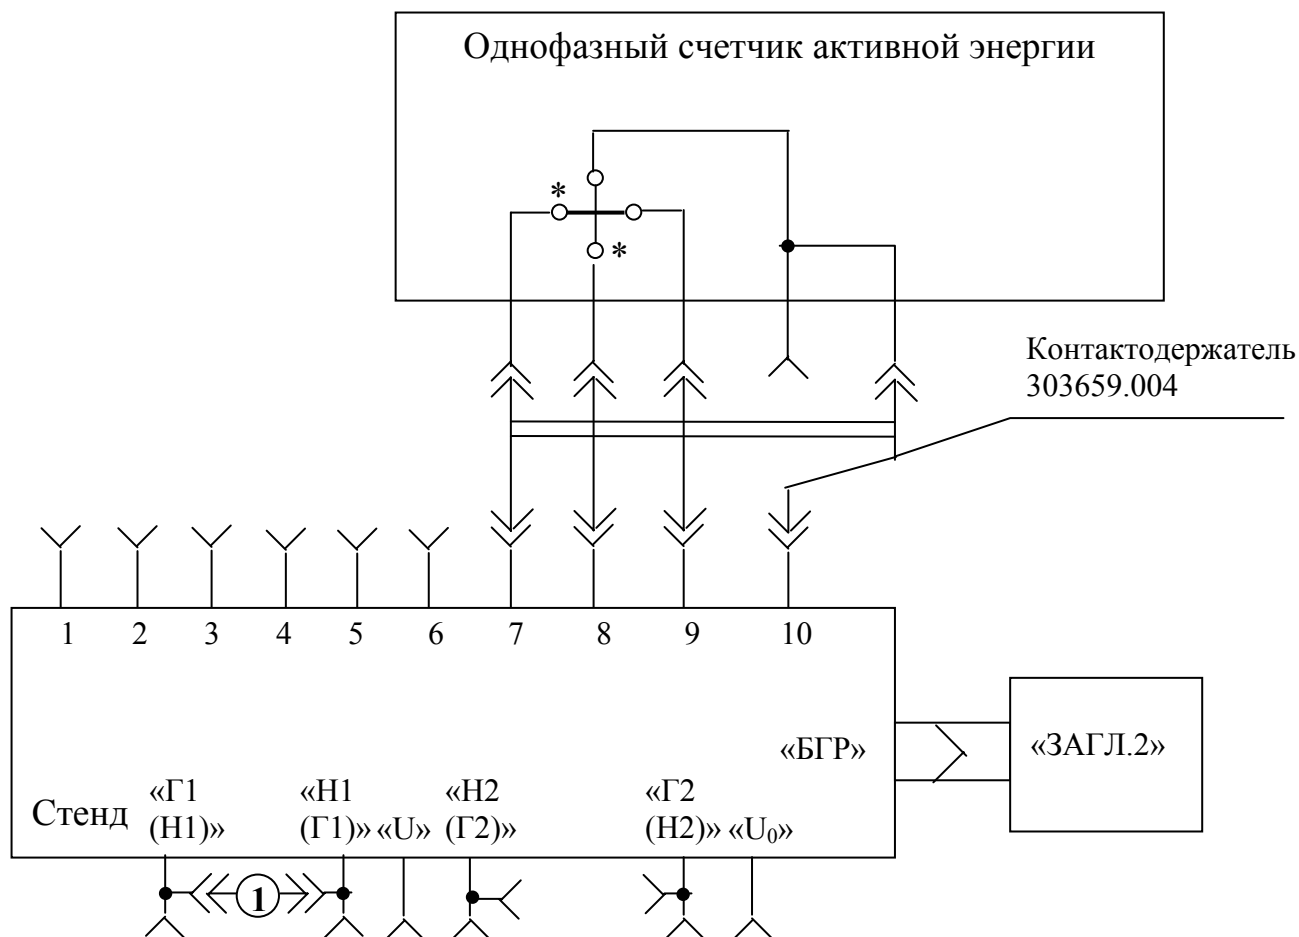 Однофазный счетчик активной энергии
*
*
Контактодержатель
303659.004
1 2 3 4 5 6 7 8 9 10
«БГР»
«ЗАГЛ.2»
Стенд
«Г1
(Н1)»
«Н1
(Г1)»
«U»
«Н2
(Г2)»
«Г2
(Н2)»
«U₀»
1